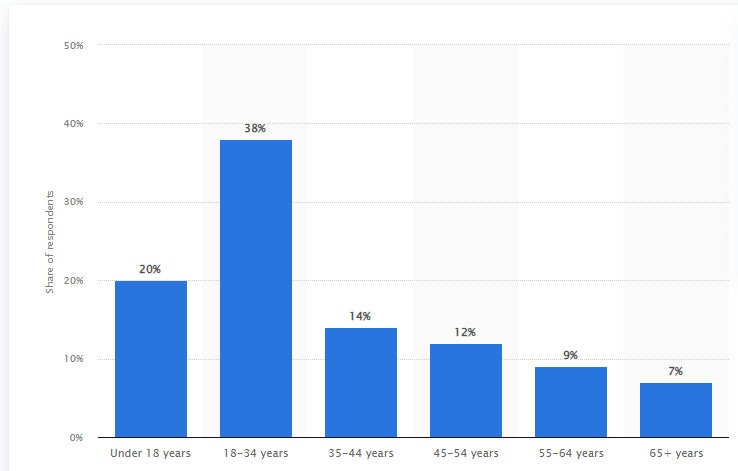 50%
40%
38%
30%
Share of respondents
20%
20%
14%
12%
10%
9%
7%
0%
Under 18 years
18–34 years
35–44 years
45–54 years
55–64 years
65+ years